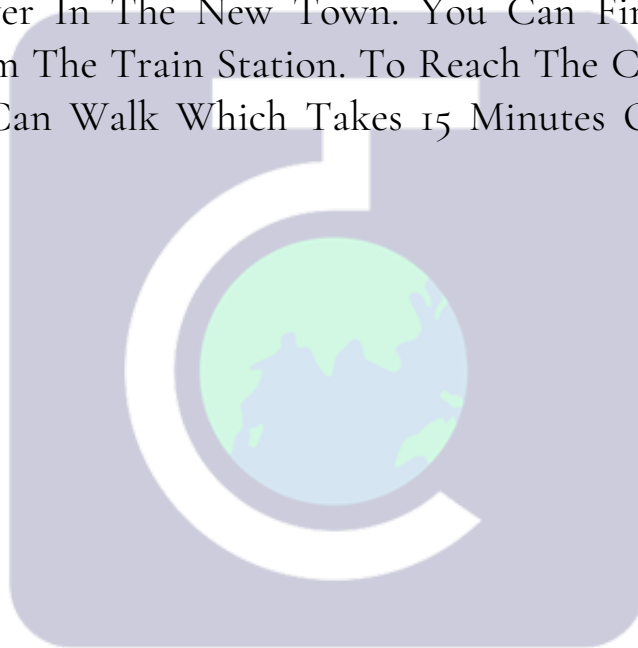 er In The New Town. You Can Fin
m The Train Station. To Reach The C
Can Walk Which Takes 15 Minutes